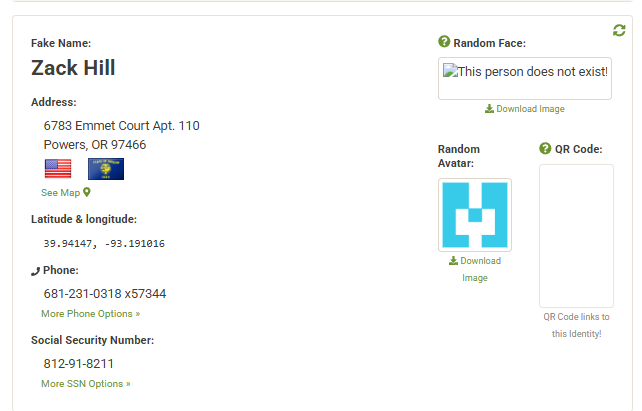 Fake Name:
Zack Hill
Address:
6783 Emmet Court Apt. 110
Powers, OR 97466
See Map
Latitude & longitude:
39.94147, -93.191016
Phone:
681-231-0318 x57344
More Phone Options »
Social Security Number:
812-91-8211
More SSN Options »
Random Face:
This person does not exist!
Download Image
Random
Avatar:
Download
Image
QR Code:
QR Code links to
this Identity!